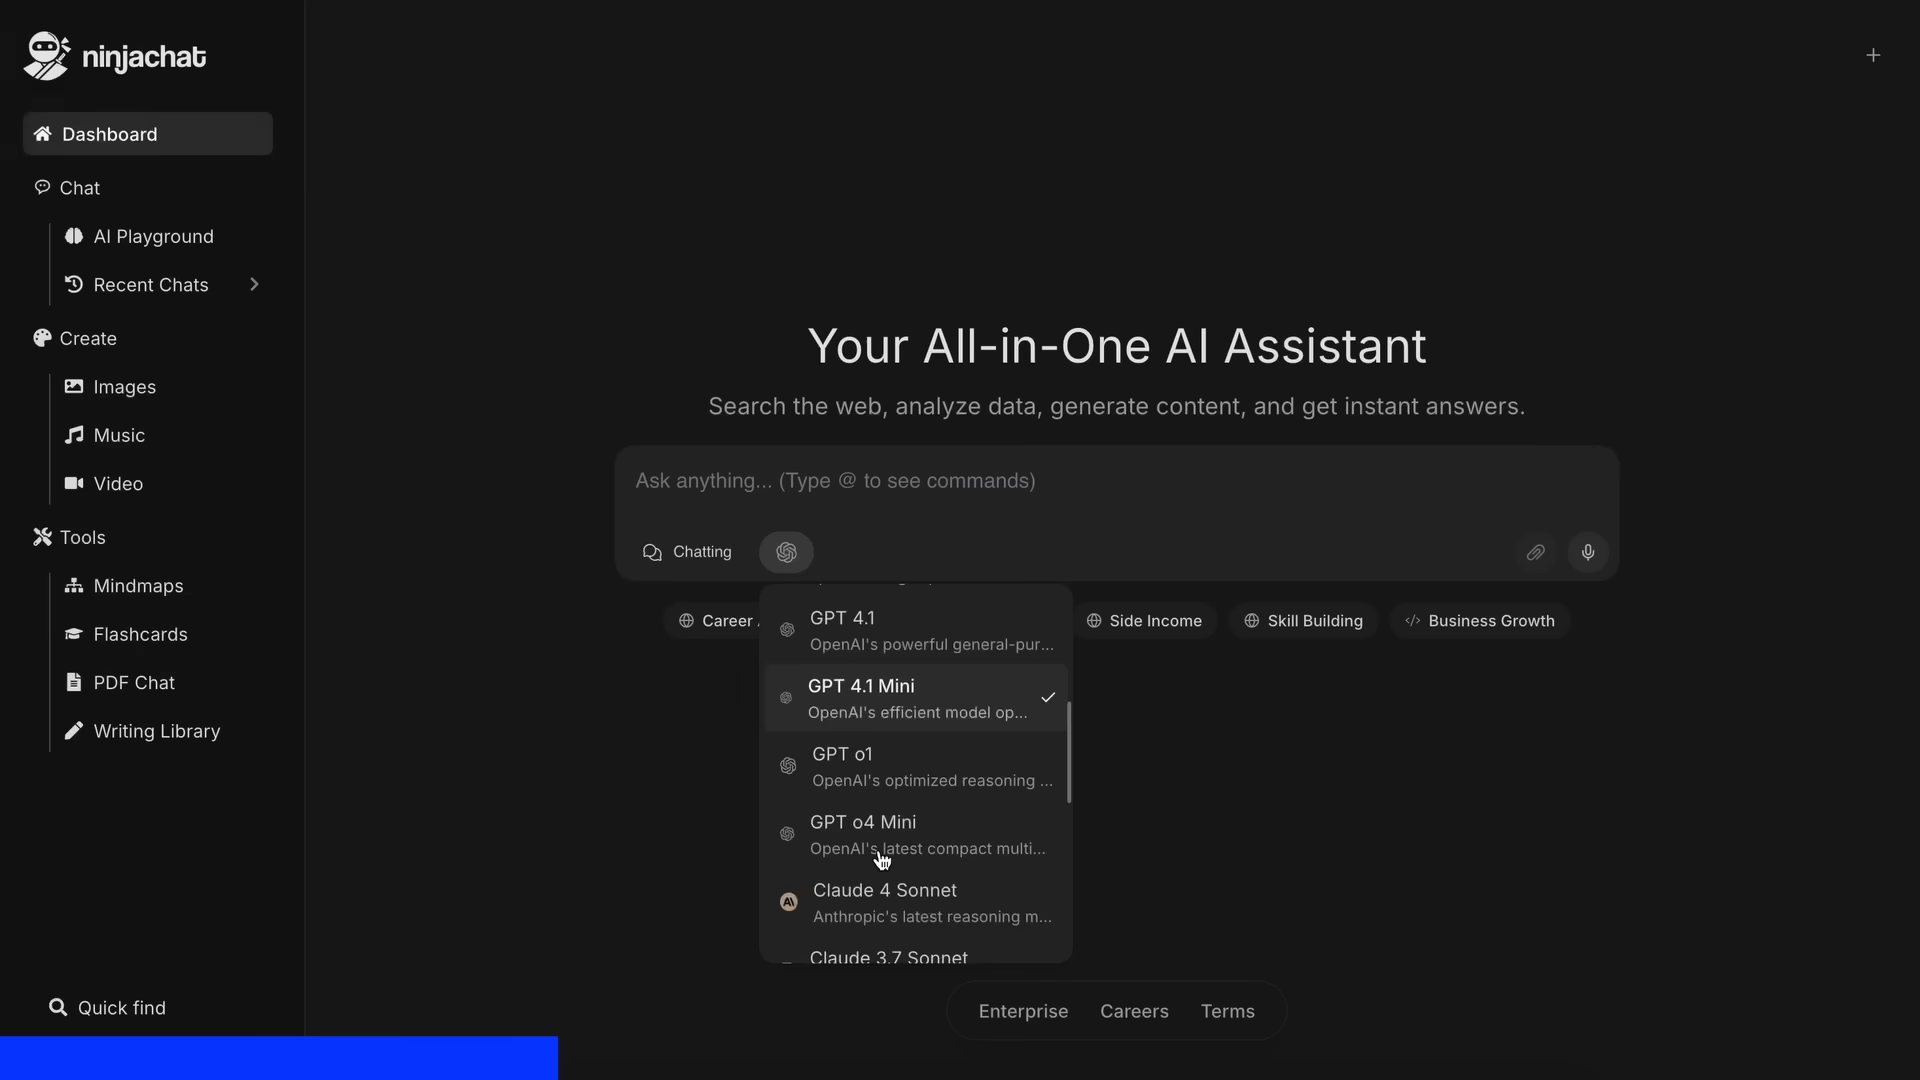 ninjachat
Dashboard
Chat
AI Playground
Recent Chats
Create
Images
Music
Video
Tools
Mindmaps
Flashcards
PDF Chat
Writing Library
Quick find
Your All-in-One AI Assistant
Search the web, analyze data, generate content, and get instant answers.
Ask anything... (Type @ to see commands)
Chatting
Career
Side Income
Skill Building
Business Growth
GPT 4.1
OpenAI's powerful general-pur...
GPT 4.1 Mini
OpenAI's efficient model op...
GPT o1
OpenAI's optimized reasoning ...
GPT o4 Mini
OpenAI's latest compact multi...
Claude 4 Sonnet
Anthropic's latest reasoning m...
Claude 3.7 Sonnet
Enterprise
Careers
Terms